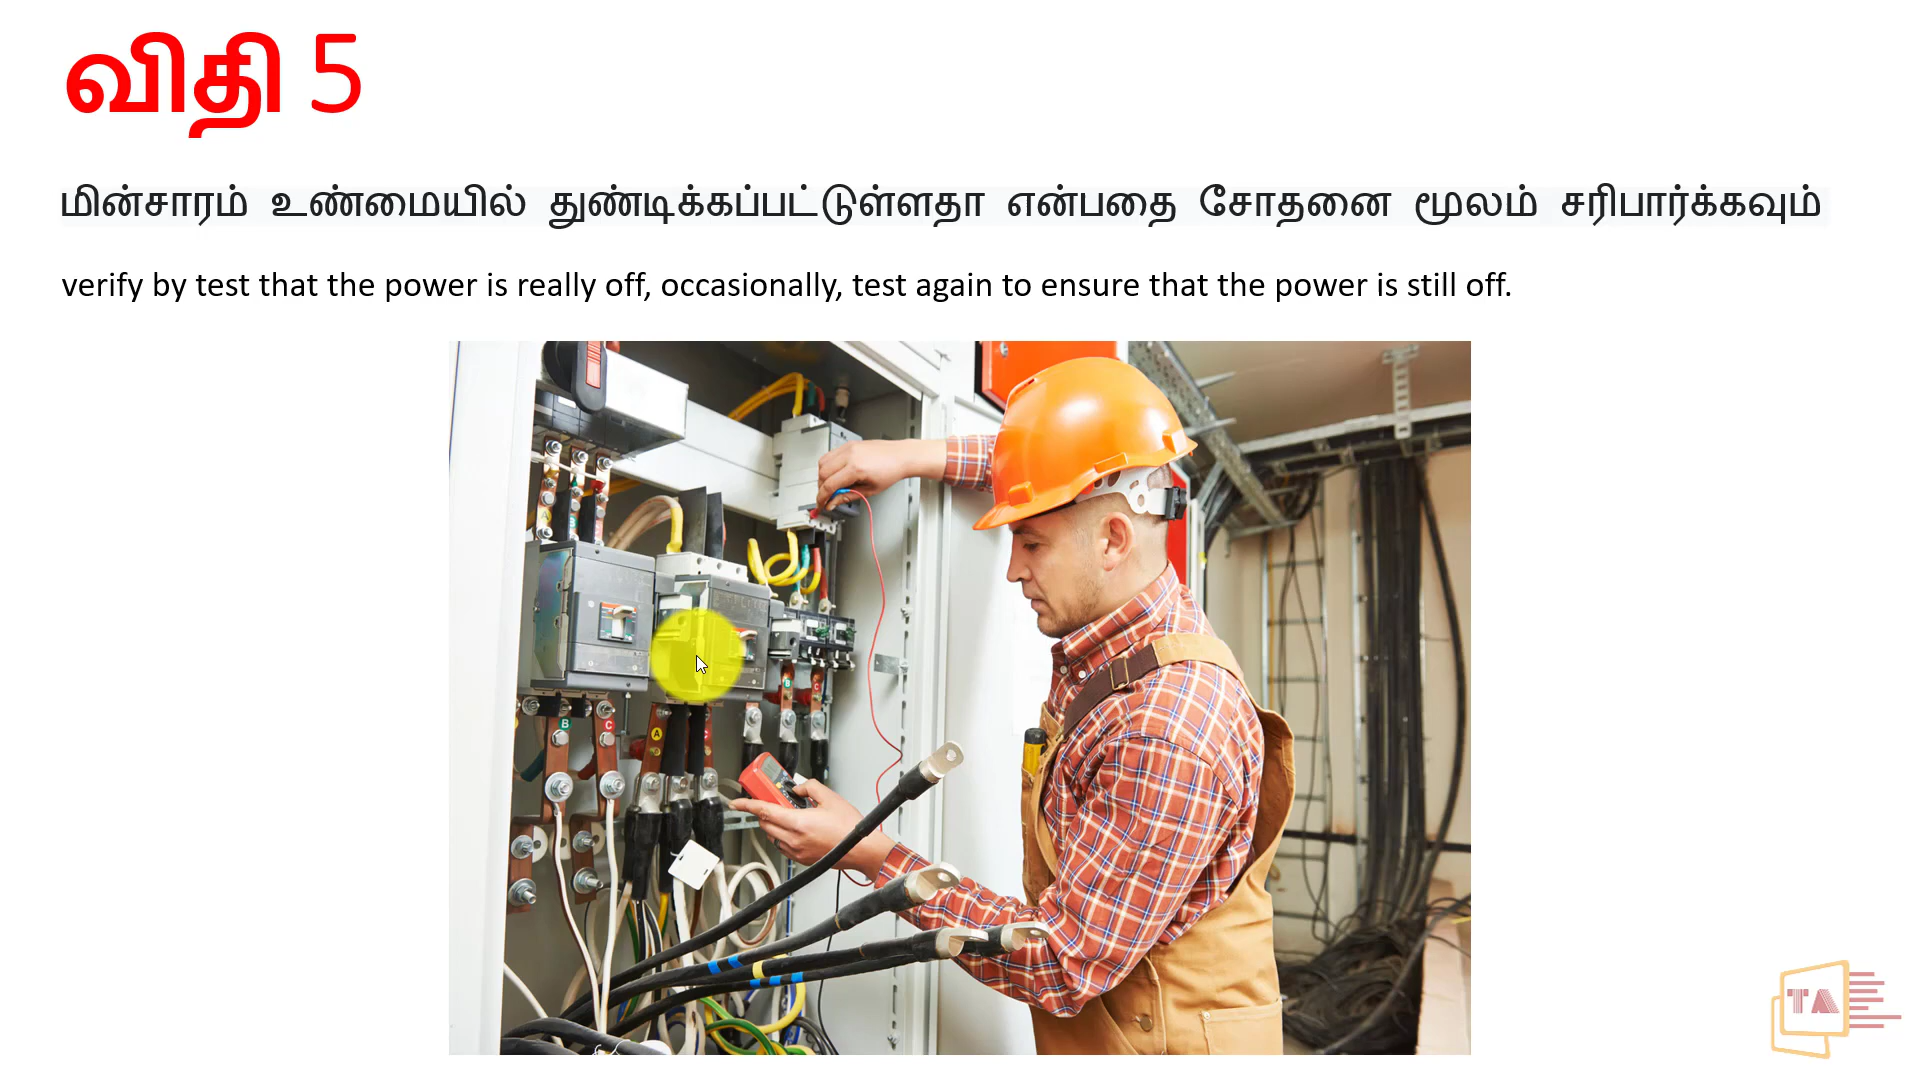 விதி 5
மின்சாரம் உண்மையில் துண்டிக்கப்பட்டுள்ளதா என்பதை சோதனை மூலம் சரிபார்க்கவும்
verify by test that the power is really off, occasionally, test again to ensure that the power is still off.
B
C
A
B
C
TA